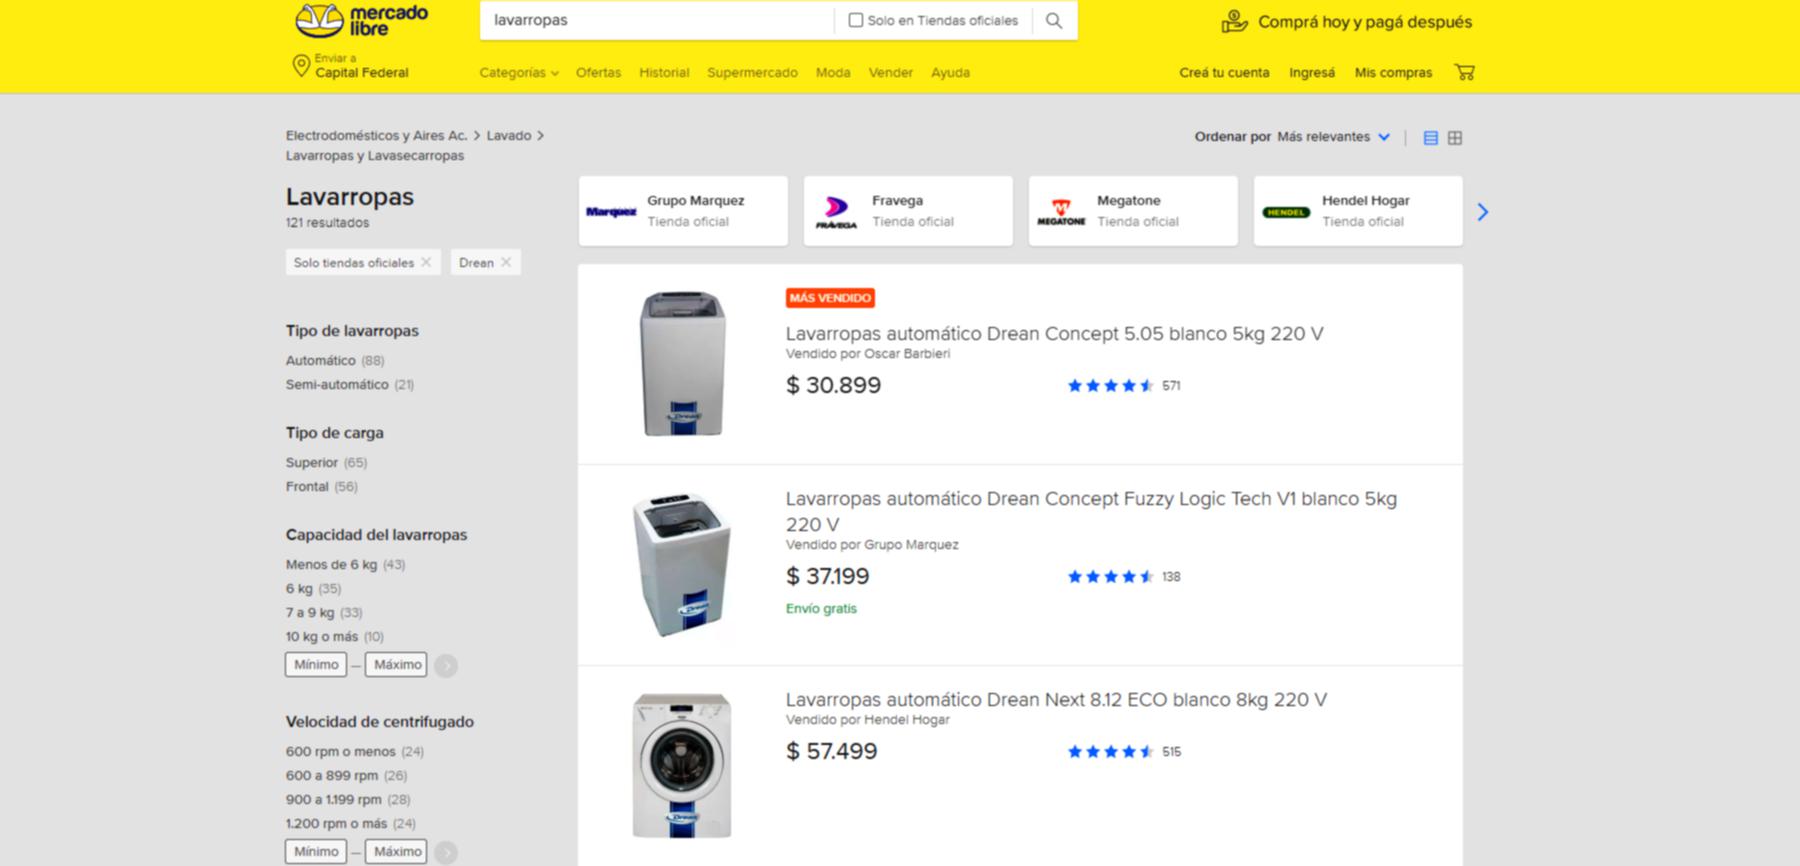 mercado
libre
lavarropas
Solo en Tiendas oficiales
Comprá hoy y pagá después
Enviar a
Capital Federal
Categorías
Ofertas
Historial
Supermercado
Moda
Vender
Ayuda
Creá tu cuenta
Ingresá
Mis compras
Electrodomésticos y Aires Ac. > Lavado >
Lavarropas y Lavasecarropas
Ordenar por Más relevantes
Lavarropas
121 resultados
Solo tiendas oficiales
Drean
Marquez
Grupo Marquez
Tienda oficial
FRAVEGA
Fravega
Tienda oficial
MEGATONE
Megatone
Tienda oficial
HENDEL
Hendel Hogar
Tienda oficial
Tipo de lavarropas
Automático (88)
Semi-automático (21)
Tipo de carga
Superior (65)
Frontal (56)
Capacidad del lavarropas
Menos de 6 kg (43)
6 kg (35)
7 a 9 kg (33)
10 kg o más (10)
Mínimo — Máximo
Velocidad de centrifugado
600 rpm o menos (24)
600 a 899 rpm (26)
900 a 1.199 rpm (28)
1.200 rpm o más (24)
Mínimo — Máximo
Drean
MÁS VENDIDO
Lavarropas automático Drean Concept 5.05 blanco 5kg 220 V
Vendido por Oscar Barbieri
$ 30.899
571
Drean
Lavarropas automático Drean Concept Fuzzy Logic Tech V1 blanco 5kg
220 V
Vendido por Grupo Marquez
$ 37.199
138
Envío gratis
Drean
Lavarropas automático Drean Next 8.12 ECO blanco 8kg 220 V
Vendido por Hendel Hogar
$ 57.499
515